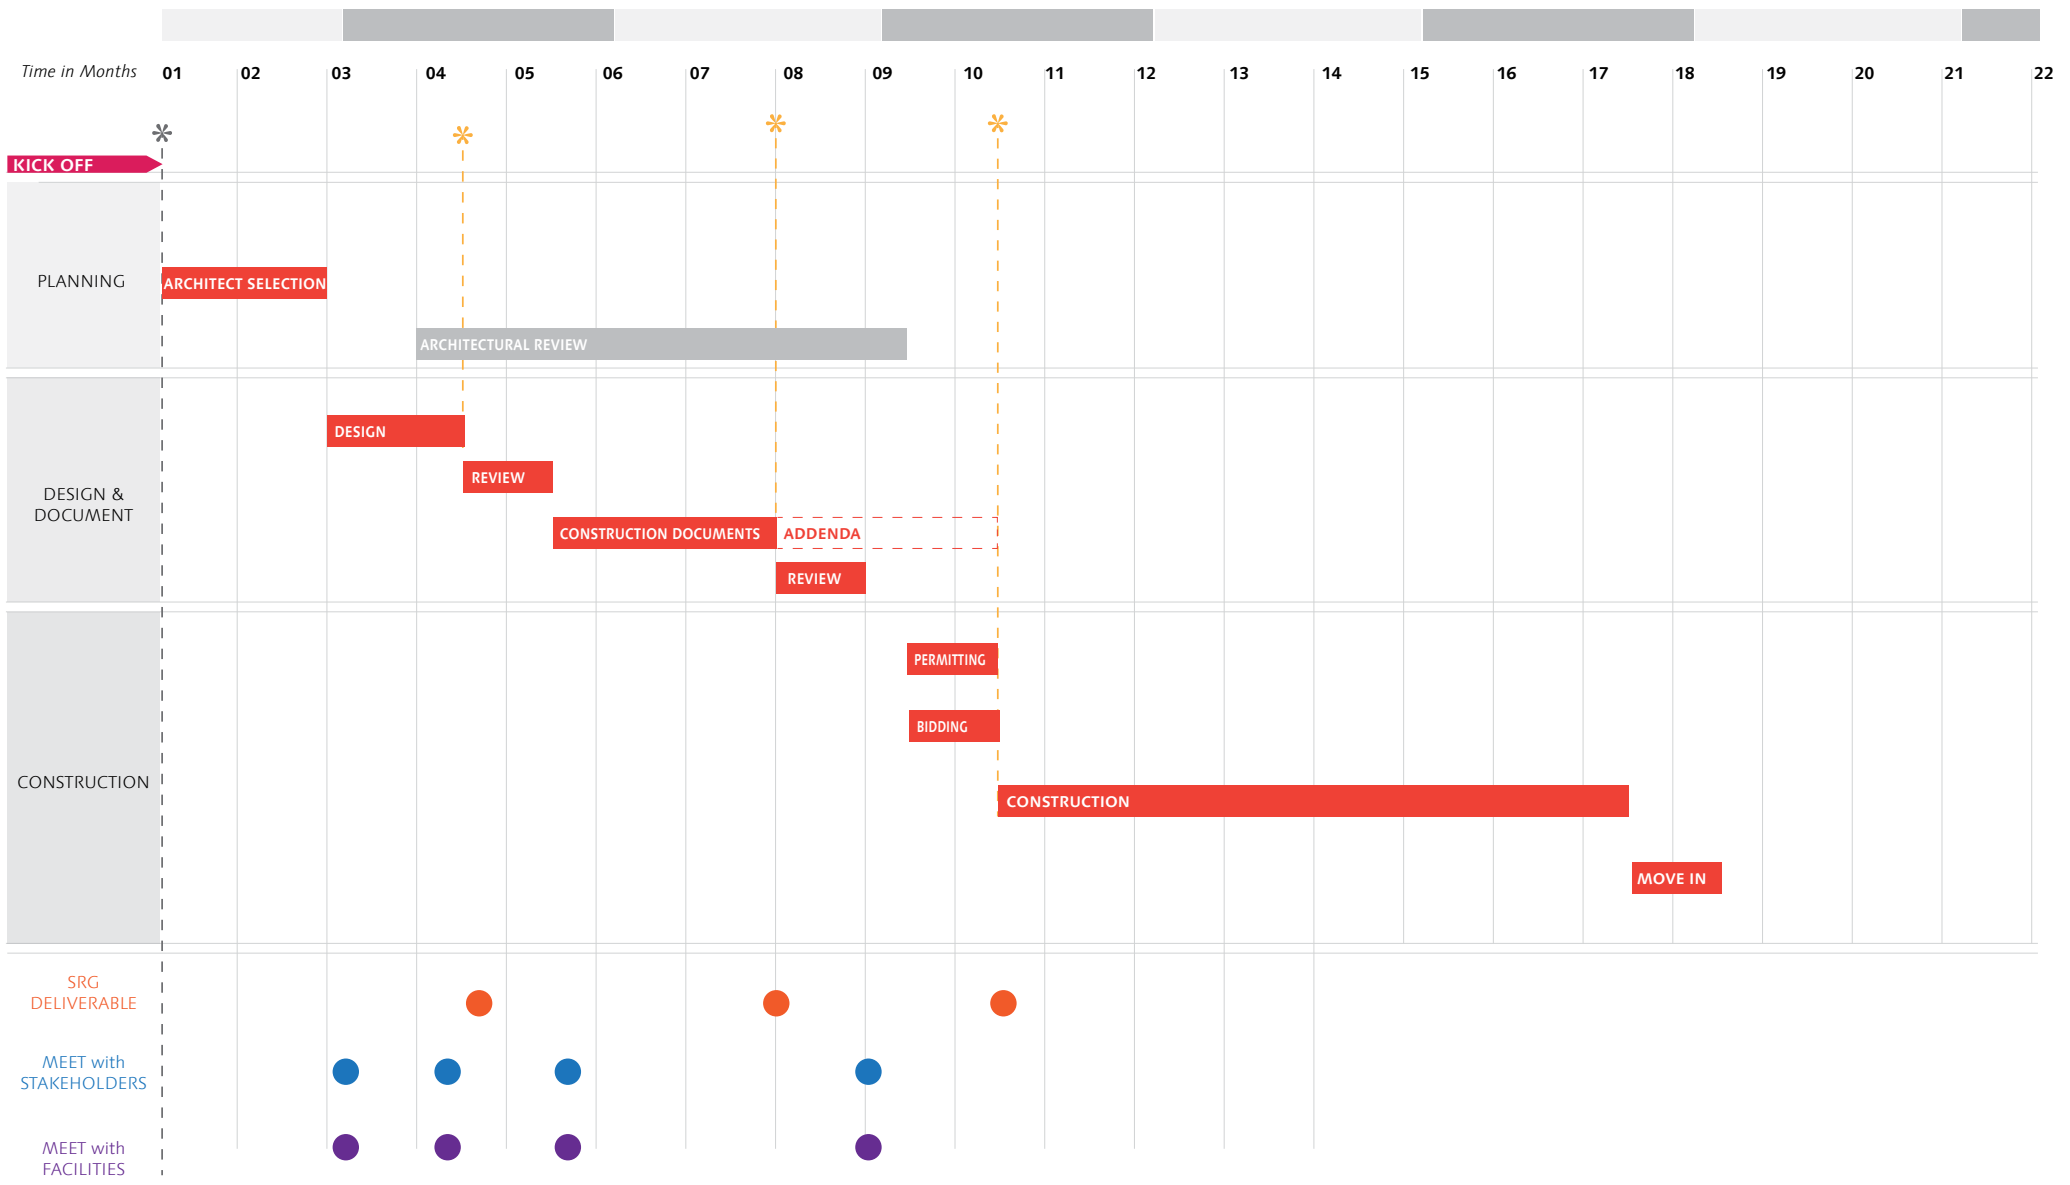 Time in Months 01 02 03 04 05 06 07 08 09 10 11 12 13 14 15 16 17 18 19 20 21 22
KICK OFF
PLANNING
ARCHITECT SELECTION
ARCHITECTURAL REVIEW
DESIGN &
DOCUMENT
DESIGN
REVIEW
CONSTRUCTION DOCUMENTS
ADDENDA
REVIEW
CONSTRUCTION
PERMITTING
BIDDING
CONSTRUCTION
MOVE IN
SRG
DELIVERABLE
MEET with
STAKEHOLDERS
MEET with
FACILITIES